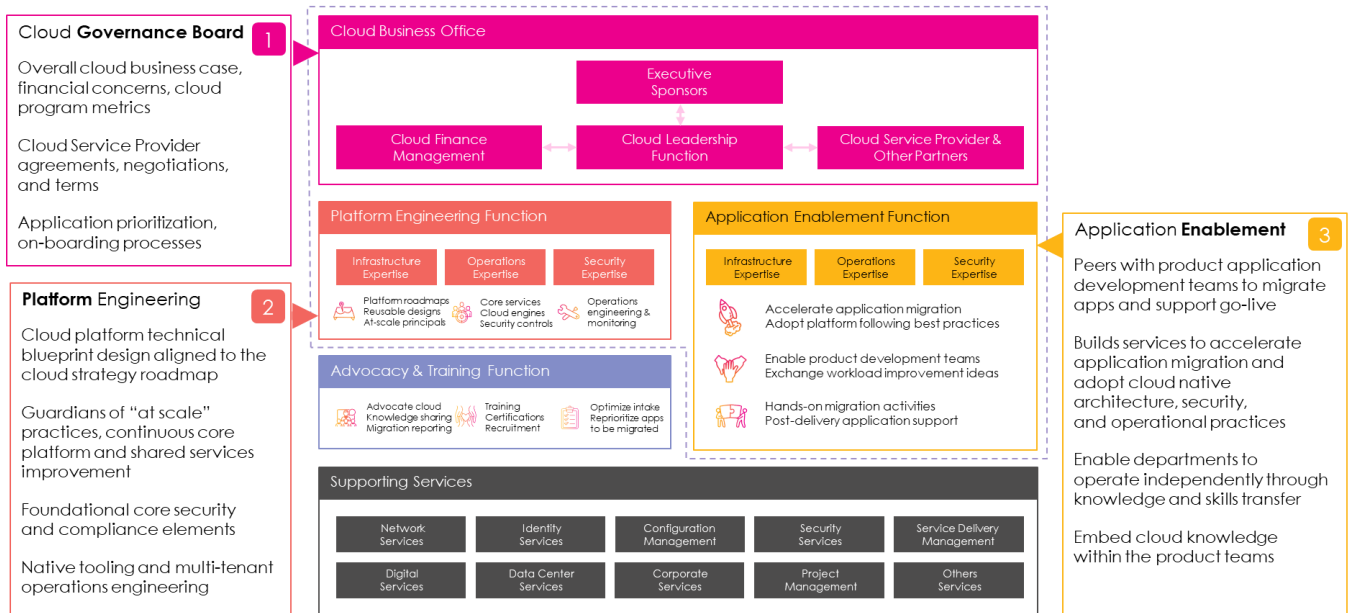 Cloud Governance Board
1
Overall cloud business case,
financial concerns, cloud
program metrics
Cloud Service Provider
agreements, negotiations,
and terms
Application prioritization,
on-boarding processes
Platform Engineering
2
Cloud platform technical
blueprint design aligned to the
cloud strategy roadmap
Guardians of “at scale”
practices, continuous core
platform and shared services
improvement
Foundational core security
and compliance elements
Native tooling and multi-tenant
operations engineering
Cloud Business Office
Executive
Sponsors
Cloud Finance
Management
Cloud Leadership
Function
Cloud Service Provider &
Other Partners
Platform Engineering Function
Infrastructure
Expertise
Operations
Expertise
Security
Expertise
Platform roadmaps
Reusable designs
At-scale principals
Core services
Cloud engines
Security controls
Operations
engineering &
monitoring
Advocacy & Training Function
Advocate cloud
Knowledge sharing
Migration reporting
Training
Certifications
Recruitment
Optimize intake
Reprioritize apps
to be migrated
Application Enablement Function
Infrastructure
Expertise
Operations
Expertise
Security
Expertise
Accelerate application migration
Adopt platform following best practices
Enable product development teams
Exchange workload improvement ideas
Hands-on migration activities
Post-delivery application support
Supporting Services
Network
Services
Identity
Services
Configuration
Management
Security
Services
Service Delivery
Management
Digital
Services
Data Center
Services
Corporate
Services
Project
Management
Others
Services
Application Enablement
3
Peers with product application
development teams to migrate
apps and support go-live
Builds services to accelerate
application migration and
adopt cloud native
architecture, security,
and operational practices
Enable departments to
operate independently through
knowledge and skills transfer
Embed cloud knowledge
within the product teams